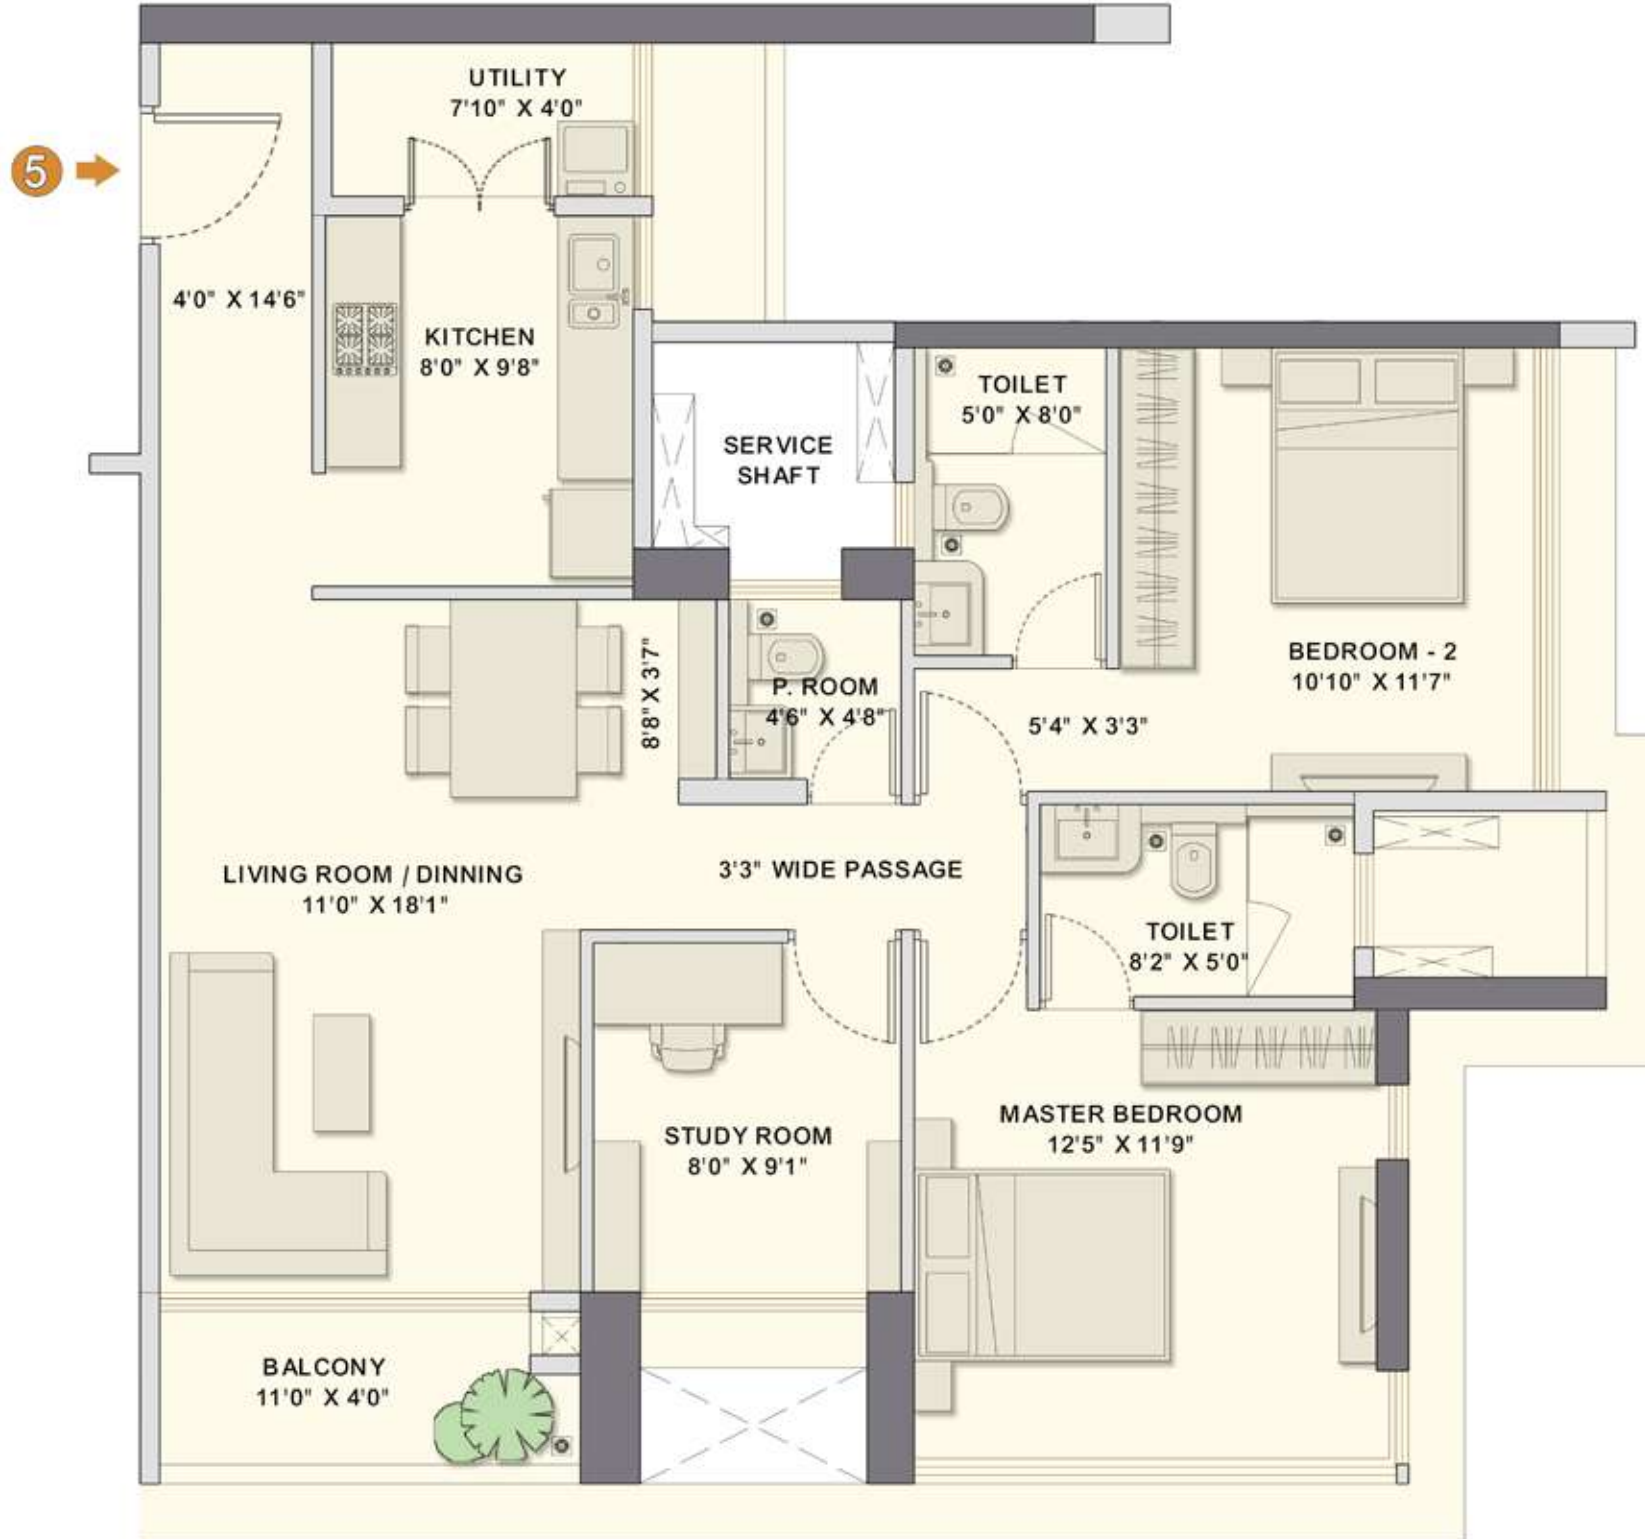 UTILITY
7'10" X 4'0"
5
4'0" X 14'6"
KITCHEN
8'0" X 9'8"
TOILET
5'0" X 8'0"
SERVICE
SHAFT
BEDROOM - 2
10'10" X 11'7"
8'8" X 3'7"
P. ROOM
4'6" X 4'8"
5'4" X 3'3"
LIVING ROOM / DINNING
11'0" X 18'1"
3'3" WIDE PASSAGE
TOILET
8'2" X 5'0"
MASTER BEDROOM
12'5" X 11'9"
STUDY ROOM
8'0" X 9'1"
BALCONY
11'0" X 4'0"